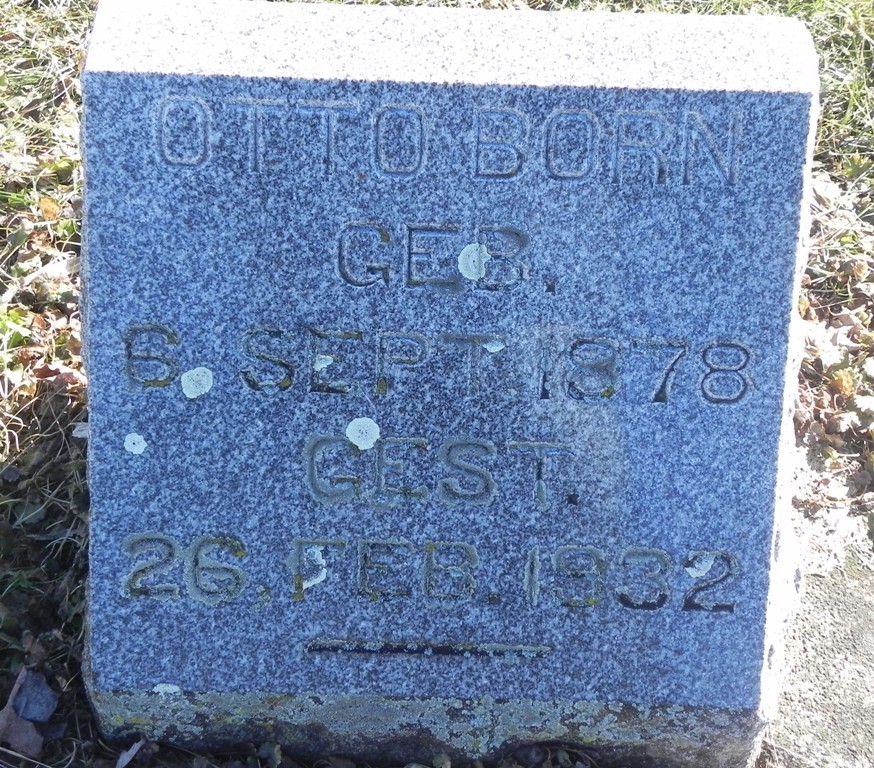 OTTO BORN
GEB.
6. SEPT. 1878
GEST.
26. FEB. 1932